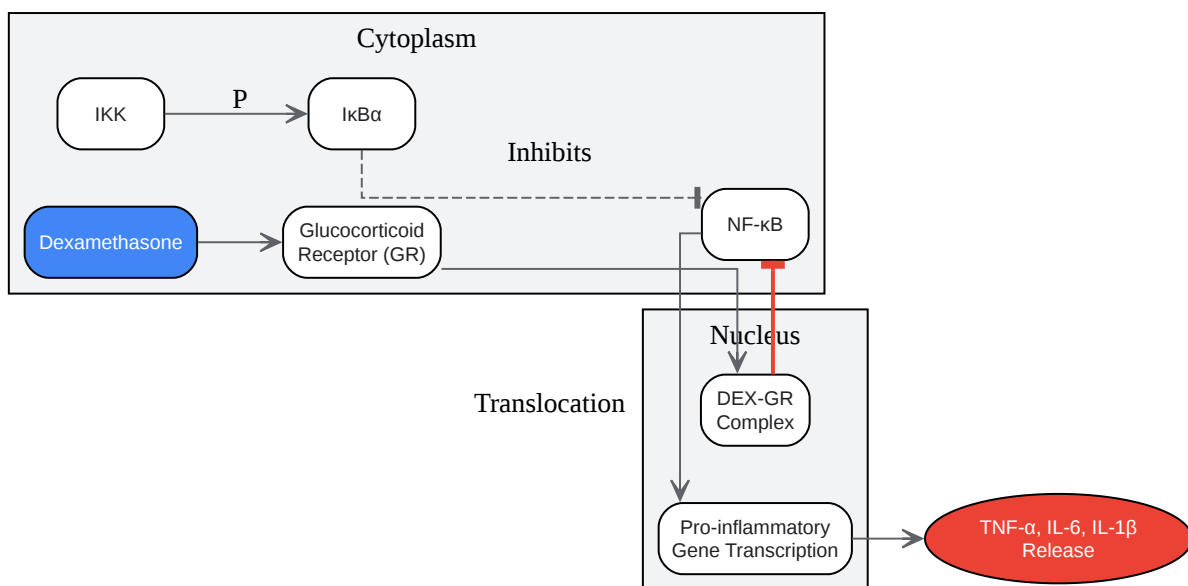 Cytoplasm
IKK
P
IκBα
Inhibits
Dexamethasone
Glucocorticoid
Receptor (GR)
NF-κB
Nucleus
Translocation
DEX-GR
Complex
Pro-inflammatory
Gene Transcription
TNF-α, IL-6, IL-1β
Release